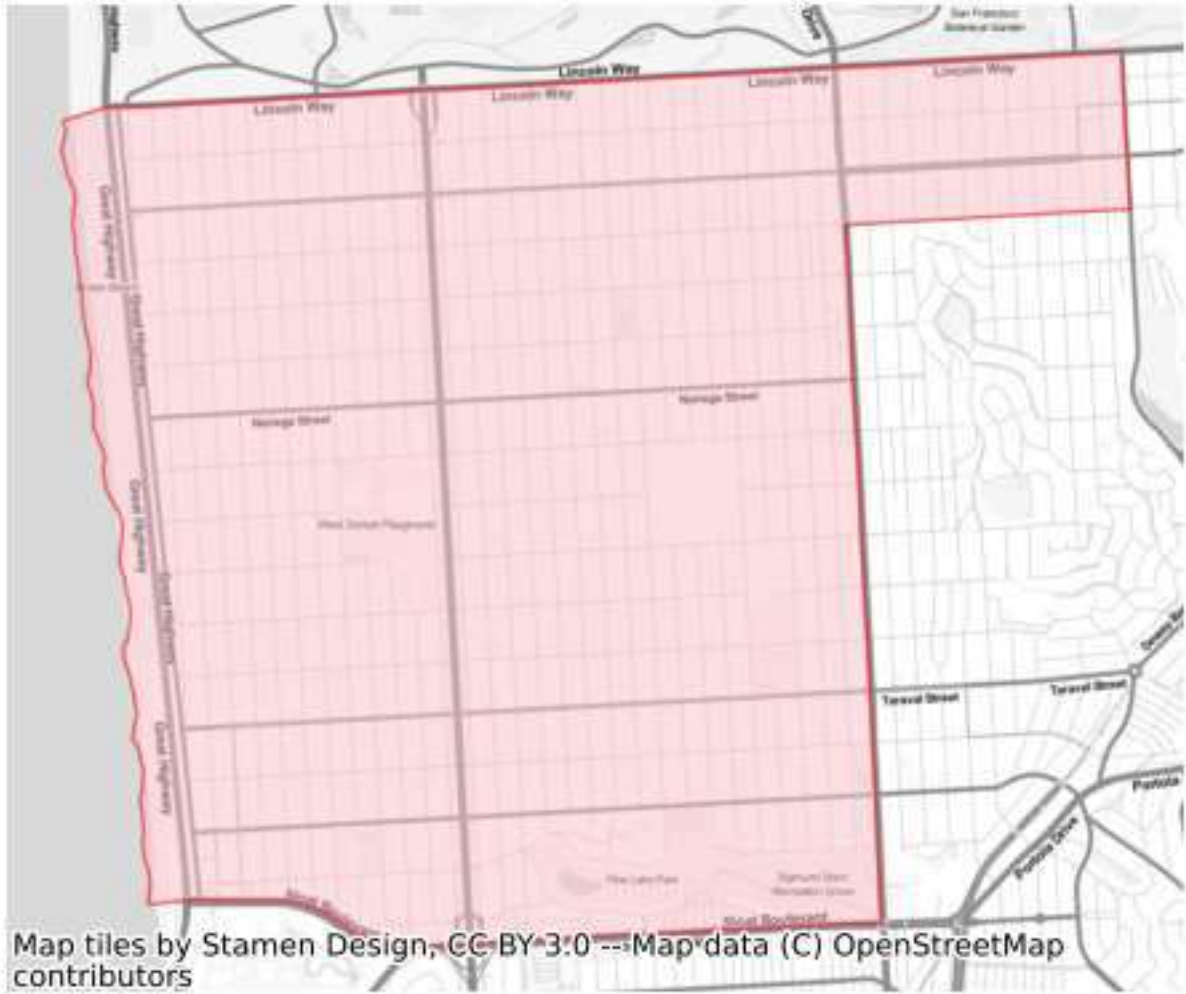 San Francisco
Botanical Garden
Drive
Lincoln Way
Lincoln Way
Lincoln Way
Lincoln Way
Lincoln Way
Great Highway
Great Highway
Noriega Street
Noriega Street
Great Highway
West Sunset Playground
Great Highway
Taraval Street
Taraval Street
Great Highway
Portola
Portola Drive
Pine Lake Park
Sigmund Stern
Recreation Grove
Sloat Boulevard
Map tiles by Stamen Design, CC BY 3.0 -- Map data (C) OpenStreetMap
contributors